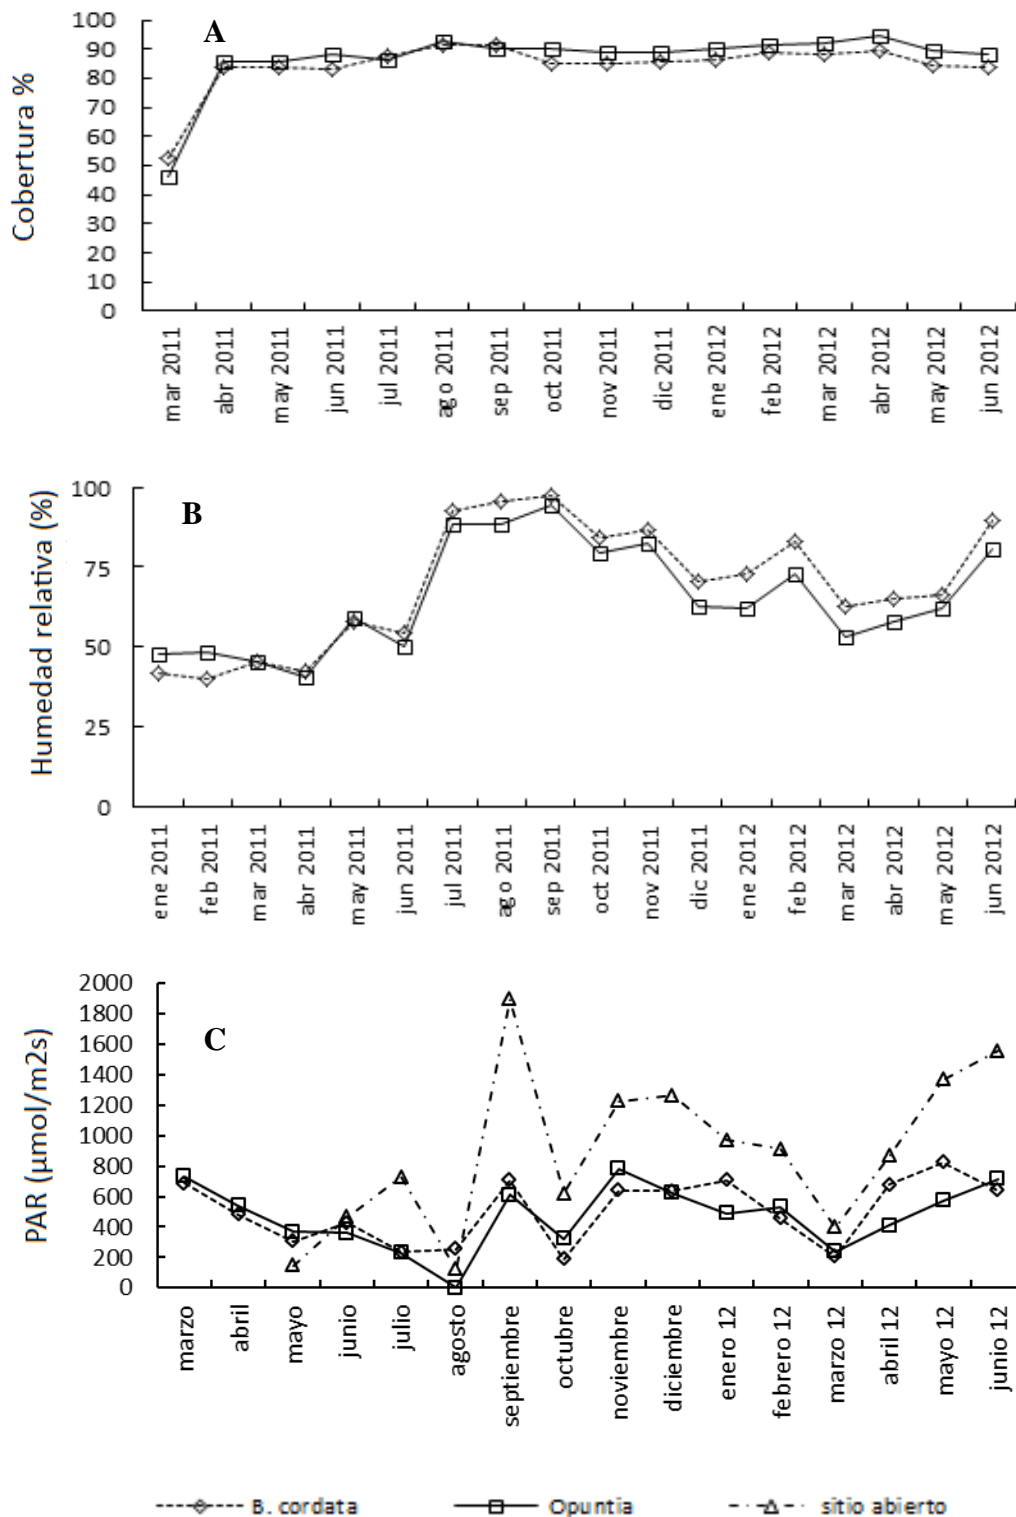 A
Cobertura %
100
90
80
70
60
50
40
30
20
10
0
mar 2011
abr 2011
may 2011
jun 2011
jul 2011
ago 2011
sep 2011
oct 2011
nov 2011
dic 2011
ene 2012
feb 2012
mar 2012
abr 2012
may 2012
jun 2012
B
Humedad relativa (%)
100
75
50
25
0
ene 2011
feb 2011
mar 2011
abr 2011
may 2011
jun 2011
jul 2011
ago 2011
sep 2011
oct 2011
nov 2011
dic 2011
ene 2012
feb 2012
mar 2012
abr 2012
may 2012
jun 2012
C
PAR (µmol/m2s)
2000
1800
1600
1400
1200
1000
800
600
400
200
0
marzo
abril
mayo
junio
julio
agosto
septiembre
octubre
noviembre
diciembre
enero 12
febrero 12
marzo 12
abril 12
mayo 12
junio 12
B. cordata
Opuntia
sitio abierto